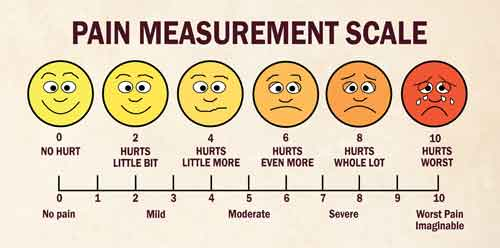 PAIN MEASUREMENT SCALE
0 2 4 6 8 10
NO HURT HURTS HURTS HURTS HURTS HURTS
LITTLE BIT LITTLE MORE EVEN MORE WHOLE LOT WORST
0 1 2 3 4 5 6 7 8 9 10
No pain Mild Moderate Severe Worst Pain
Imaginable